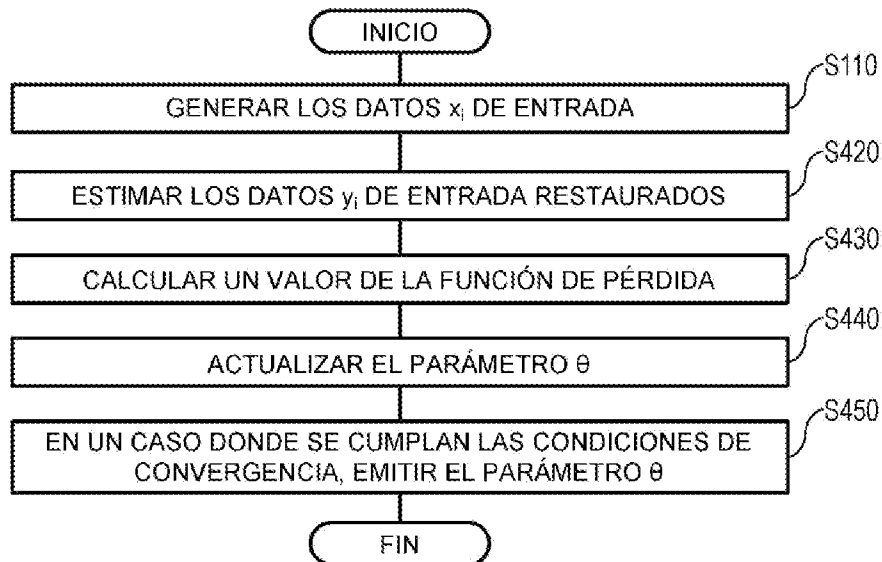 INICIO
S110
GENERAR LOS DATOS xᵢ DE ENTRADA
S420
ESTIMAR LOS DATOS yᵢ DE ENTRADA RESTAURADOS
S430
CALCULAR UN VALOR DE LA FUNCIÓN DE PÉRDIDA
S440
ACTUALIZAR EL PARÁMETRO θ
S450
EN UN CASO DONDE SE CUMPLAN LAS CONDICIONES DE
CONVERGENCIA, EMITIR EL PARÁMETRO θ
FIN